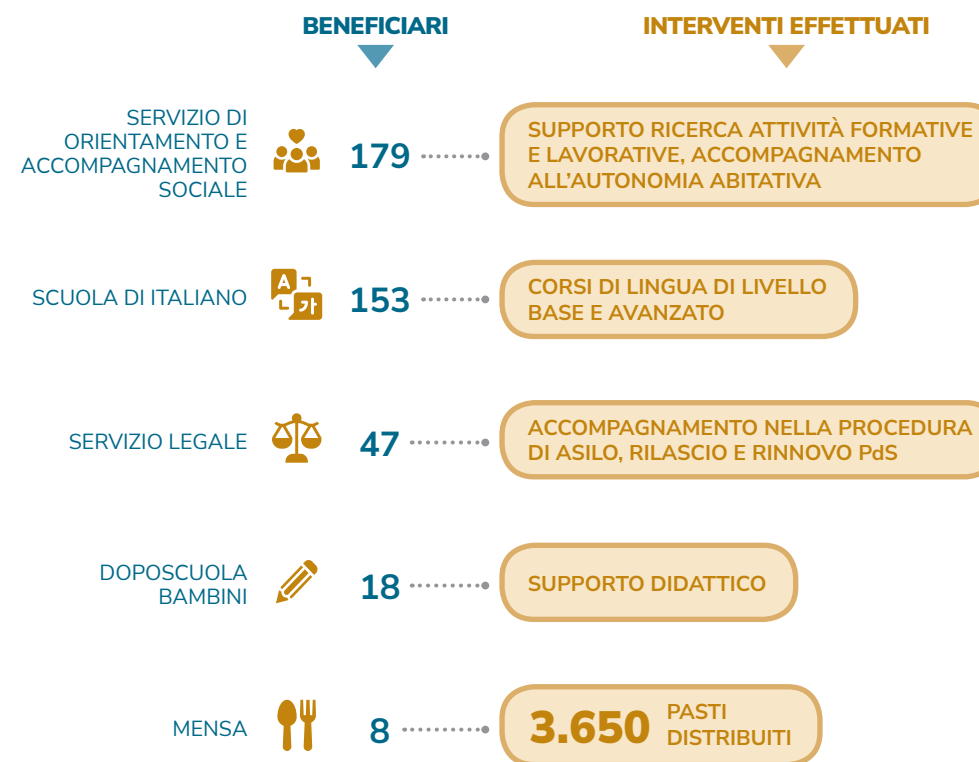 BENEFICIARI
INTERVENTI EFFETTUATI
SERVIZIO DI
ORIENTAMENTO E
ACCOMPAGNAMENTO
SOCIALE
179
SUPPORTO RICERCA ATTIVITÀ FORMATIVE
E LAVORATIVE, ACCOMPAGNAMENTO
ALL'AUTONOMIA ABITATIVA
SCUOLA DI ITALIANO
A
가
153
CORSI DI LINGUA DI LIVELLO
BASE E AVANZATO
SERVIZIO LEGALE
47
ACCOMPAGNAMENTO NELLA PROCEDURA
DI ASILO, RILASCIO E RINNOVO PdS
DOPOSCUOLA
BAMBINI
18
SUPPORTO DIDATTICO
MENSA
8
3.650 PASTI
DISTRIBUITI